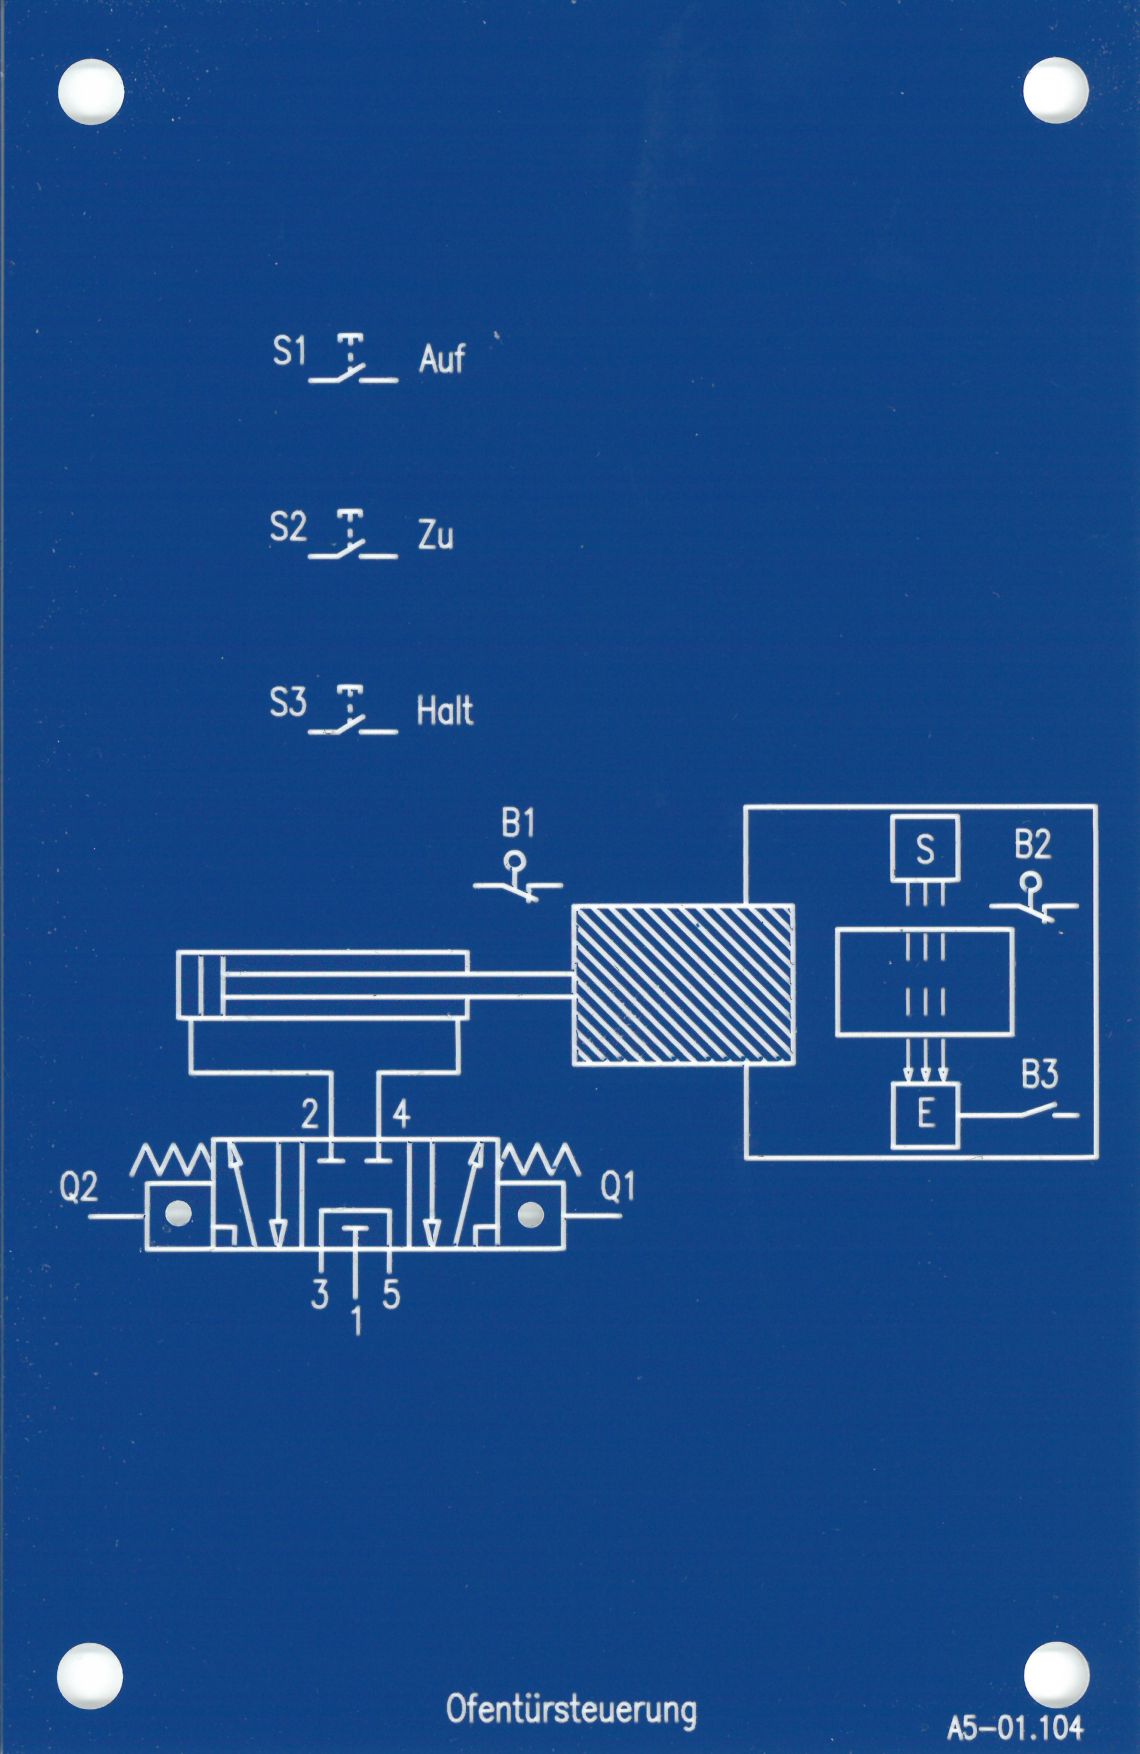 S1 Auf
S2 Zu
S3 Halt
B1
S
B2
B3
E
2 4
Q2
Q1
3 5
1
Ofentürsteuerung
A5-01.104